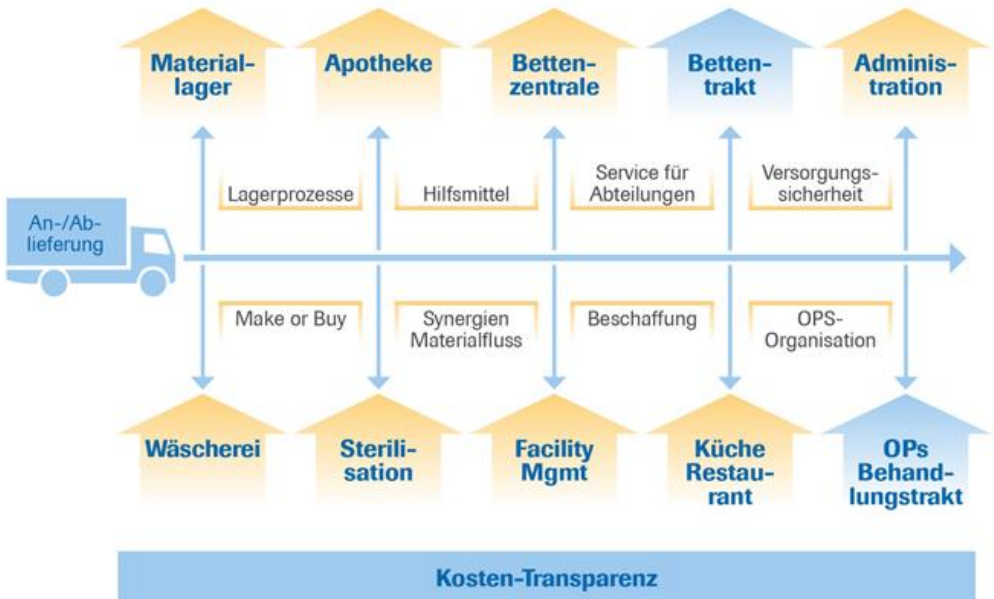 Material-
lager
Apotheke
Betten-
zentrale
Betten-
trakt
Adminis-
tration
Lagerprozesse
Hilfsmittel
Service für
Abteilungen
Versorgungs-
sicherheit
An-/Ab-
lieferung
Make or Buy
Synergien
Materialfluss
Beschaffung
OPS-
Organisation
Wäscherei
Sterili-
sation
Facility
Mgmt
Küche
Restau-
rant
OPs
Behand-
lungstrakt
Kosten-Transparenz